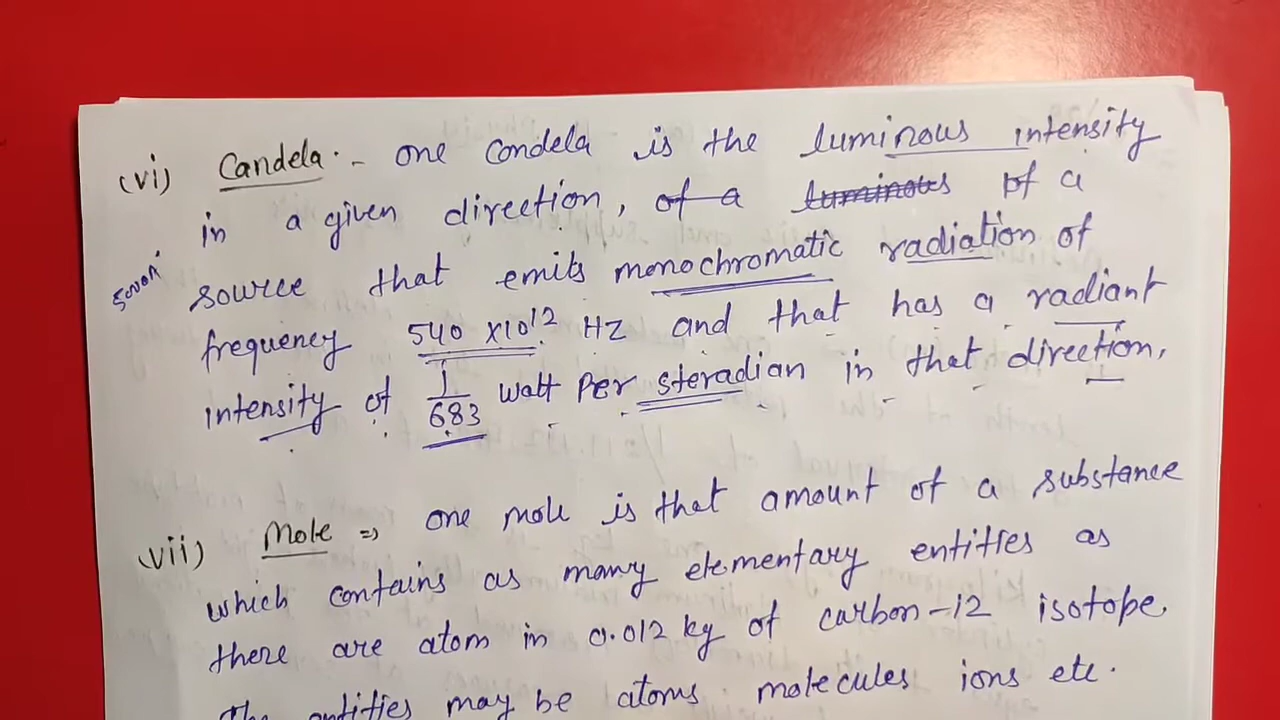 (vi) Candela :- one Condela is the luminous intensity
in a given direction, of a luminous of a
source that emits monochromatic radiation of
frequency 540 x10¹² HZ and that has a radiant
intensity of 1/683 watt Per steradian in that direction.
(vii) Mole => one mole is that amount of a substance
which contains as many elementary entities as
there are atom in 0.012 kg of carbon-12 isotope.
The entities may be atoms. molecules ions etc.